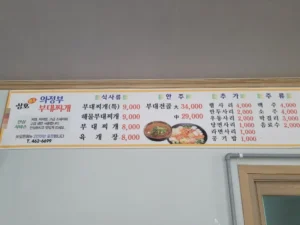 삼호 의정부 부대찌개
T. 462-6699
식사류
부대찌개(특) 9,000
해물부대찌개 8,000
부대찌개 8,000
육개장 8,000
안주
부대전골 大 34,000
中 29,000
추가
햄사리 4,000
만두사리 2,000
우동사리 2,000
당면사리 1,000
라면사리 1,000
공기밥 1,000
주류
맥주 4,000
소주 4,000
막걸리 3,000
음료수 2,000